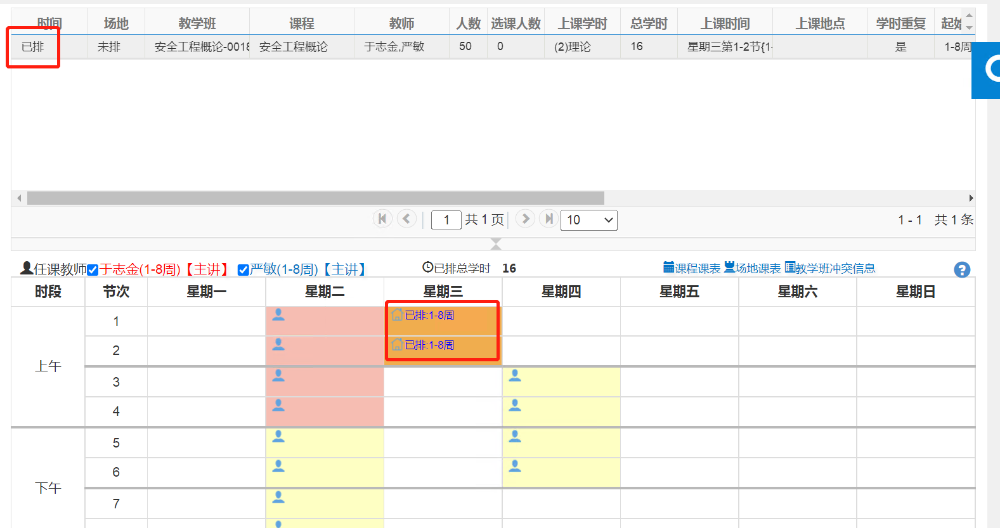 时间 场地 教学班 课程 教师 人数 选课人数 上课学时 总学时 上课时间 上课地点 学时重复 起始
已排 未排 安全工程概论-0018 安全工程概论 于志金,严敏 50 0 (2)理论 16 星期三第1-2节{1- 是 1-8周
1 共 1 页 10 1 - 1 共 1 条
任课教师 于志金(1-8周)【主讲】 严敏(1-8周)【主讲】 已排总学时 16 课程课表 场地课表 教学班冲突信息 ?
时段 节次 星期一 星期二 星期三 星期四 星期五 星期六 星期日
1 已排:1-8周
2 已排:1-8周
上午
3
4
5
6
下午
7